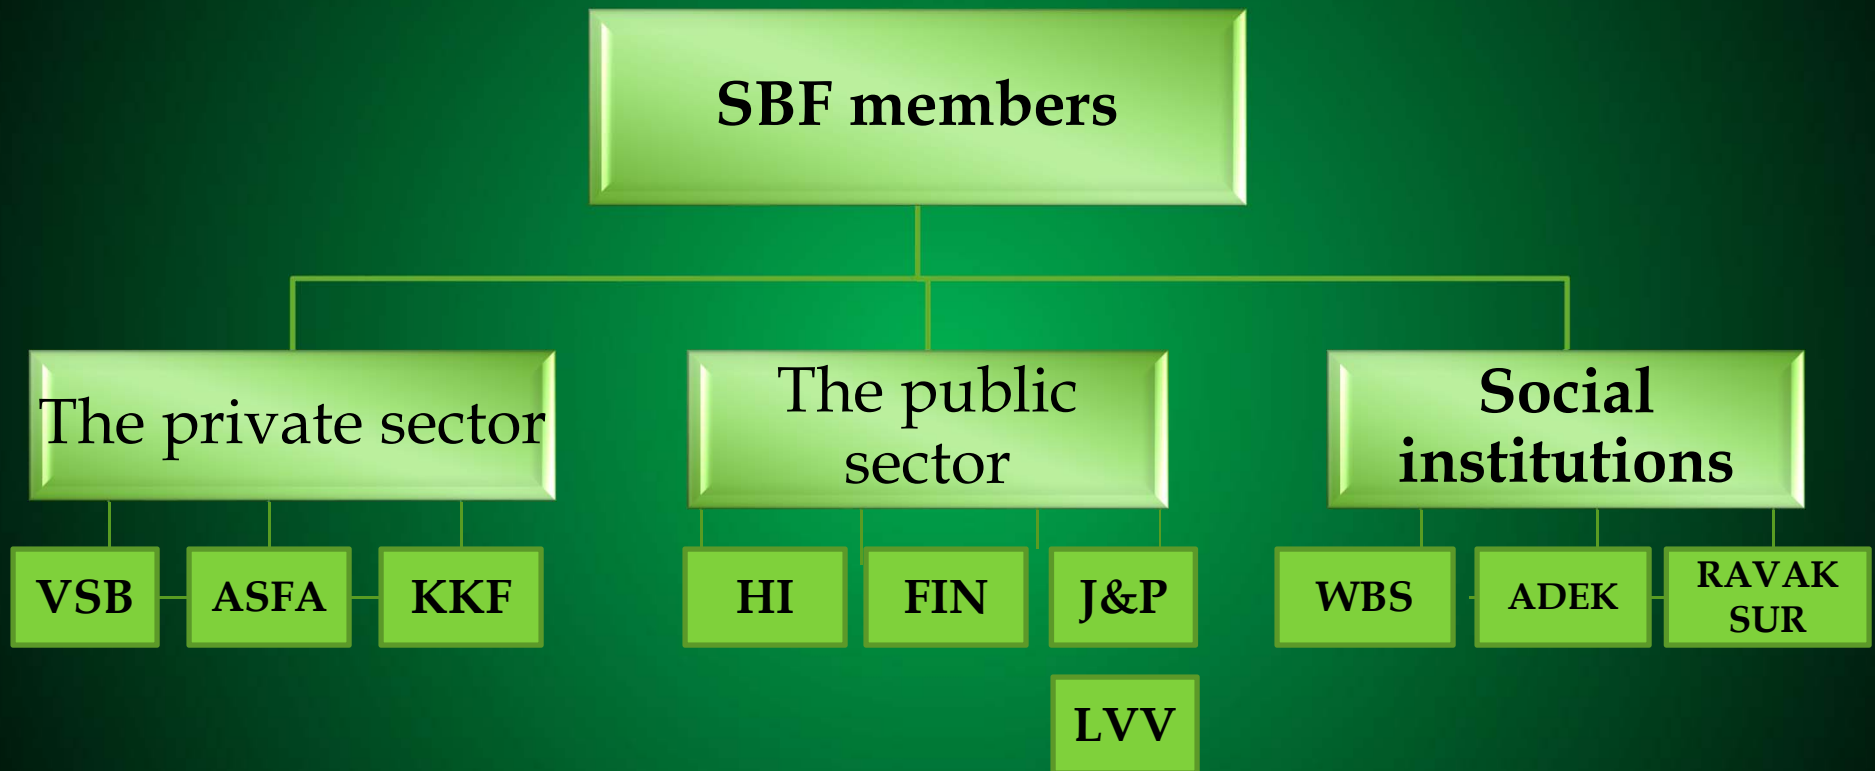 SBF members
The private sector
The public
sector
Social
institutions
VSB
ASFA
KKF
HI
FIN
J&P
WBS
ADEK
RAVAK
SUR
LVV